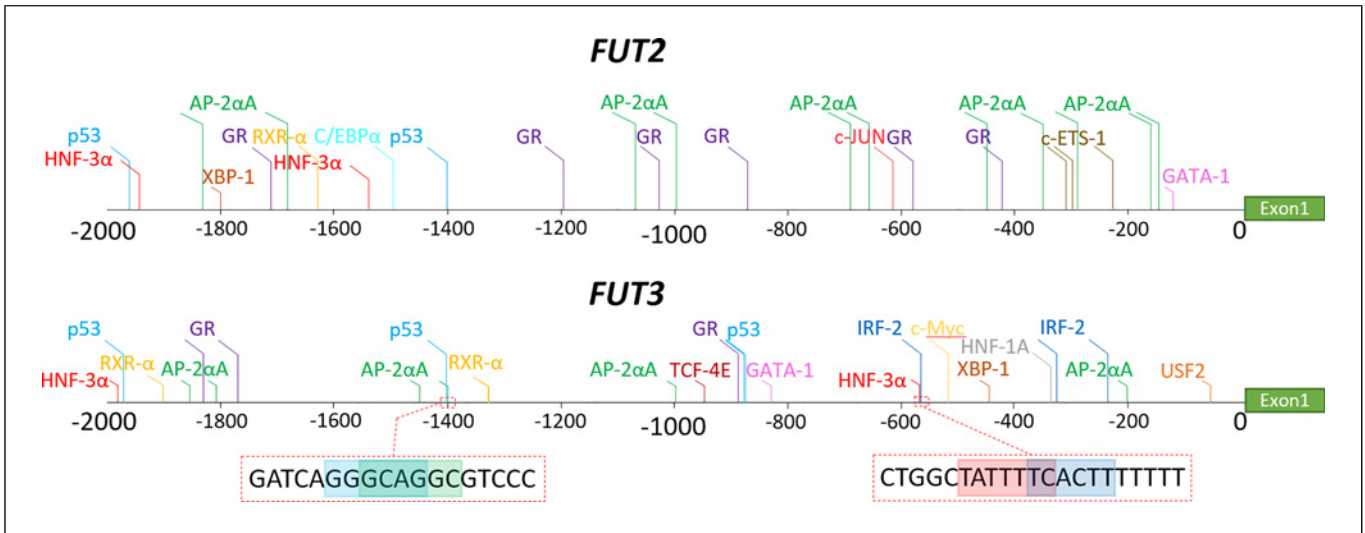 FUT2
AP-2αA AP-2αA AP-2αA AP-2αA AP-2αA
p53 GR RXR-α C/EBPα p53 GR GR GR c-JUN GR GR c-ETS-1
HNF-3α XBP-1 HNF-3α GATA-1
Exon1
-2000 -1800 -1600 -1400 -1200 -1000 -800 -600 -400 -200 0
FUT3
p53 GR p53 GR p53 IRF-2 c-Myc IRF-2
HNF-1A
RXR-α AP-2αA AP-2αA RXR-α AP-2αA TCF-4E GATA-1 XBP-1 AP-2αA USF2
HNF-3α HNF-3α
Exon1
-2000 -1800 -1600 -1400 -1200 -1000 -800 -600 -400 -200 0
GATCAGGGCAGGCGTCCC CTGGCTATTTTCACTTTTTTT